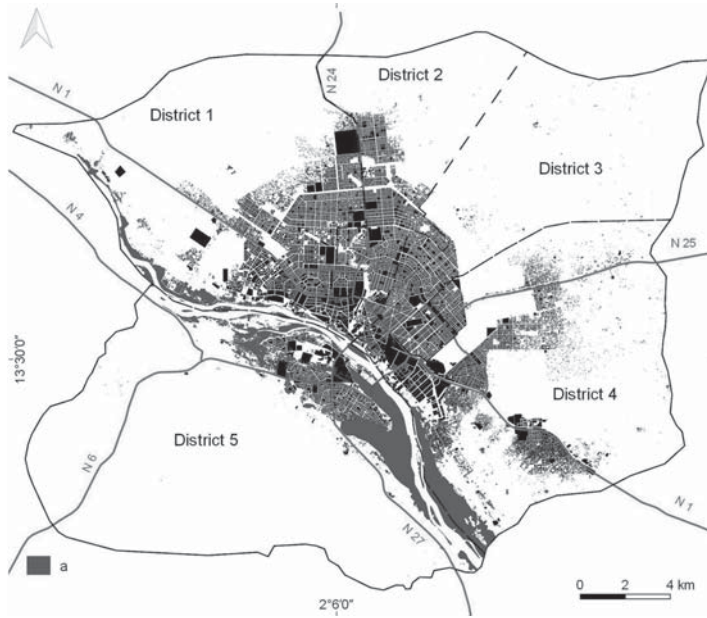 N 1
N 24
District 2
District 1
District 3
N 4
N 25
13°30'0"
District 4
District 5
N 6
N 27
N 1
a
0 2 4 km
2°6'0"